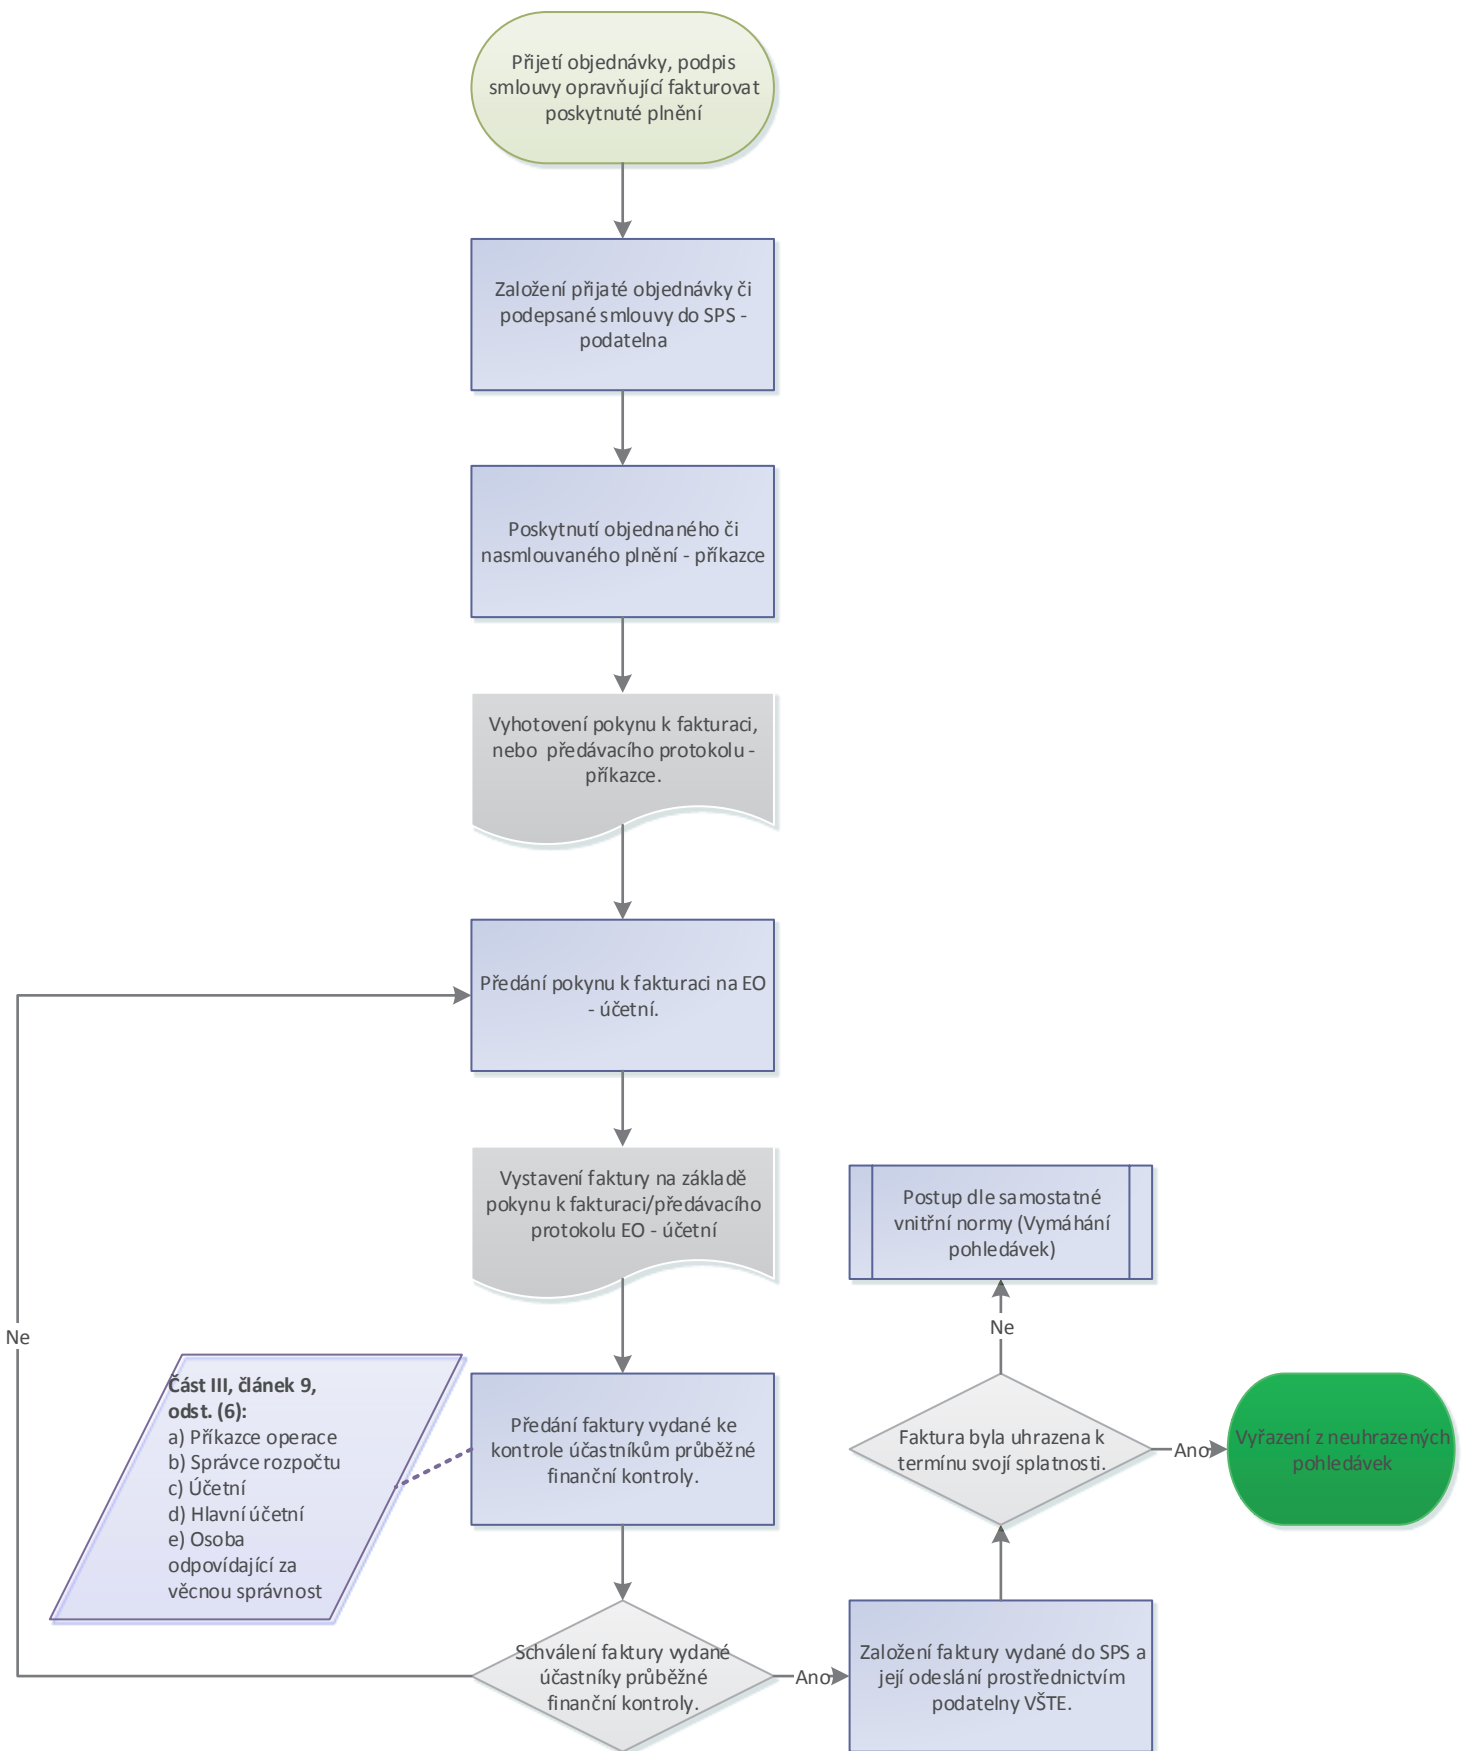 Přijetí objednávky, podpis
smlouvy opravňující fakturovat
poskytnuté plnění
Založení přijaté objednávky či
podepsané smlouvy do SPS -
podatelna
Poskytnutí objednaného či
nasmlouvaného plnění - příkazce
Vyhotovení pokynu k fakturaci,
nebo předávacího protokolu -
příkazce.
Předání pokynu k fakturaci na EO
- účetní.
Vystavení faktury na základě
pokynu k fakturaci/předávacího
protokolu EO - účetní
Postup dle samostatné
vnitřní normy (Vymáhání
pohledávek)
Ne
Ne
Část III, článek 9,
odst. (6):
a) Příkazce operace
b) Správce rozpočtu
c) Účetní
d) Hlavní účetní
e) Osoba
odpovídající za
věcnou správnost
Předání faktury vydané ke
kontrole účastníkům průběžné
finanční kontroly.
Faktura byla uhrazena k
termínu svojí splatnosti.
Ano
Vyřazení z neuhrazených
pohledávek
Schválení faktury vydané
účastníky průběžné
finanční kontroly.
Ano
Založení faktury vydané do SPS a
její odeslání prostřednictvím
podatelny VŠTE.